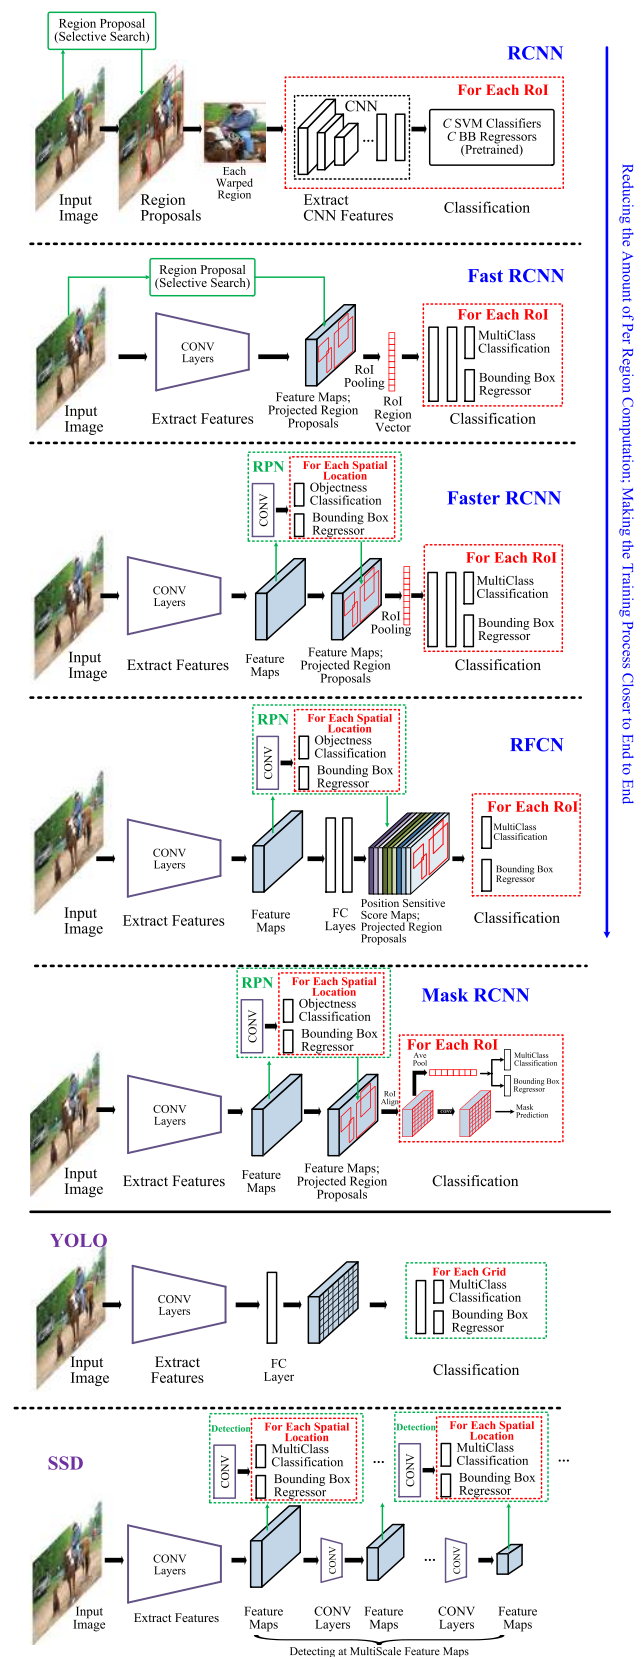 Region Proposal
(Selective Search)
RCNN
For Each RoI
CNN
C SVM Classifiers
C BB Regressors
(Pretrained)
...
Input
Image
Region
Proposals
Each
Warped
Region
Extract
CNN Features
Classification
Reducing the Amount of Per Region Computation; Making the Training Process Closer to End to End
Region Proposal
(Selective Search)
Fast RCNN
For Each RoI
CONV
Layers
MultiClass
Classification
Bounding Box
Regressor
RoI
Pooling
Input
Image
Extract Features
Feature Maps;
Projected Region
Proposals
RoI
Region
Vector
Classification
RPN
For Each Spatial
Location
CONV
Objectness
Classification
Bounding Box
Regressor
Faster RCNN
For Each RoI
CONV
Layers
MultiClass
Classification
Bounding Box
Regressor
RoI
Pooling
Input
Image
Extract Features
Feature
Maps
Feature Maps;
Projected Region
Proposals
Classification
RPN
For Each Spatial
Location
CONV
Objectness
Classification
Bounding Box
Regressor
RFCN
For Each RoI
CONV
Layers
MultiClass
Classification
Bounding Box
Regressor
Input
Image
Extract Features
Feature
Maps
FC
Layes
Position Sensitive
Score Maps;
Projected Region
Proposals
Classification
RPN
For Each Spatial
Location
CONV
Objectness
Classification
Bounding Box
Regressor
Mask RCNN
For Each RoI
Ave
Pool
MultiClass
Classification
Bounding Box
Regressor
RoI
Align
CONV
Mask
Prediction
CONV
Layers
Input
Image
Extract Features
Feature
Maps
Feature Maps;
Projected Region
Proposals
Classification
YOLO
For Each Grid
CONV
Layers
MultiClass
Classification
Bounding Box
Regressor
Input
Image
Extract
Features
FC
Layer
Classification
SSD
Detection
For Each Spatial
Location
CONV
MultiClass
Classification
Bounding Box
Regressor
...
Detection
For Each Spatial
Location
CONV
MultiClass
Classification
Bounding Box
Regressor
...
CONV
Layers
CONV
...
CONV
Input
Image
Extract Features
Feature
Maps
CONV
Layers
Feature
Maps
CONV
Layers
Feature
Maps
Detecting at MultiScale Feature Maps